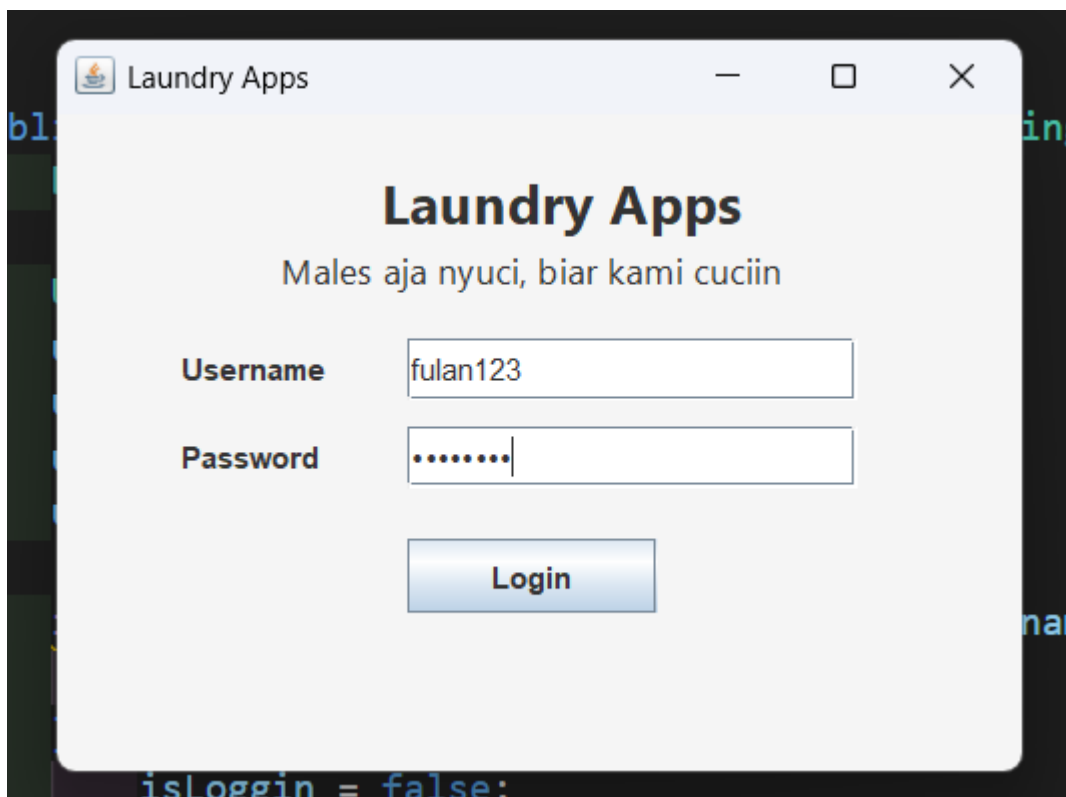 Laundry Apps
Laundry Apps
Males aja nyuci, biar kami cuciin
Username fulan123
Password ••••••••
Login
isLoggin = false;